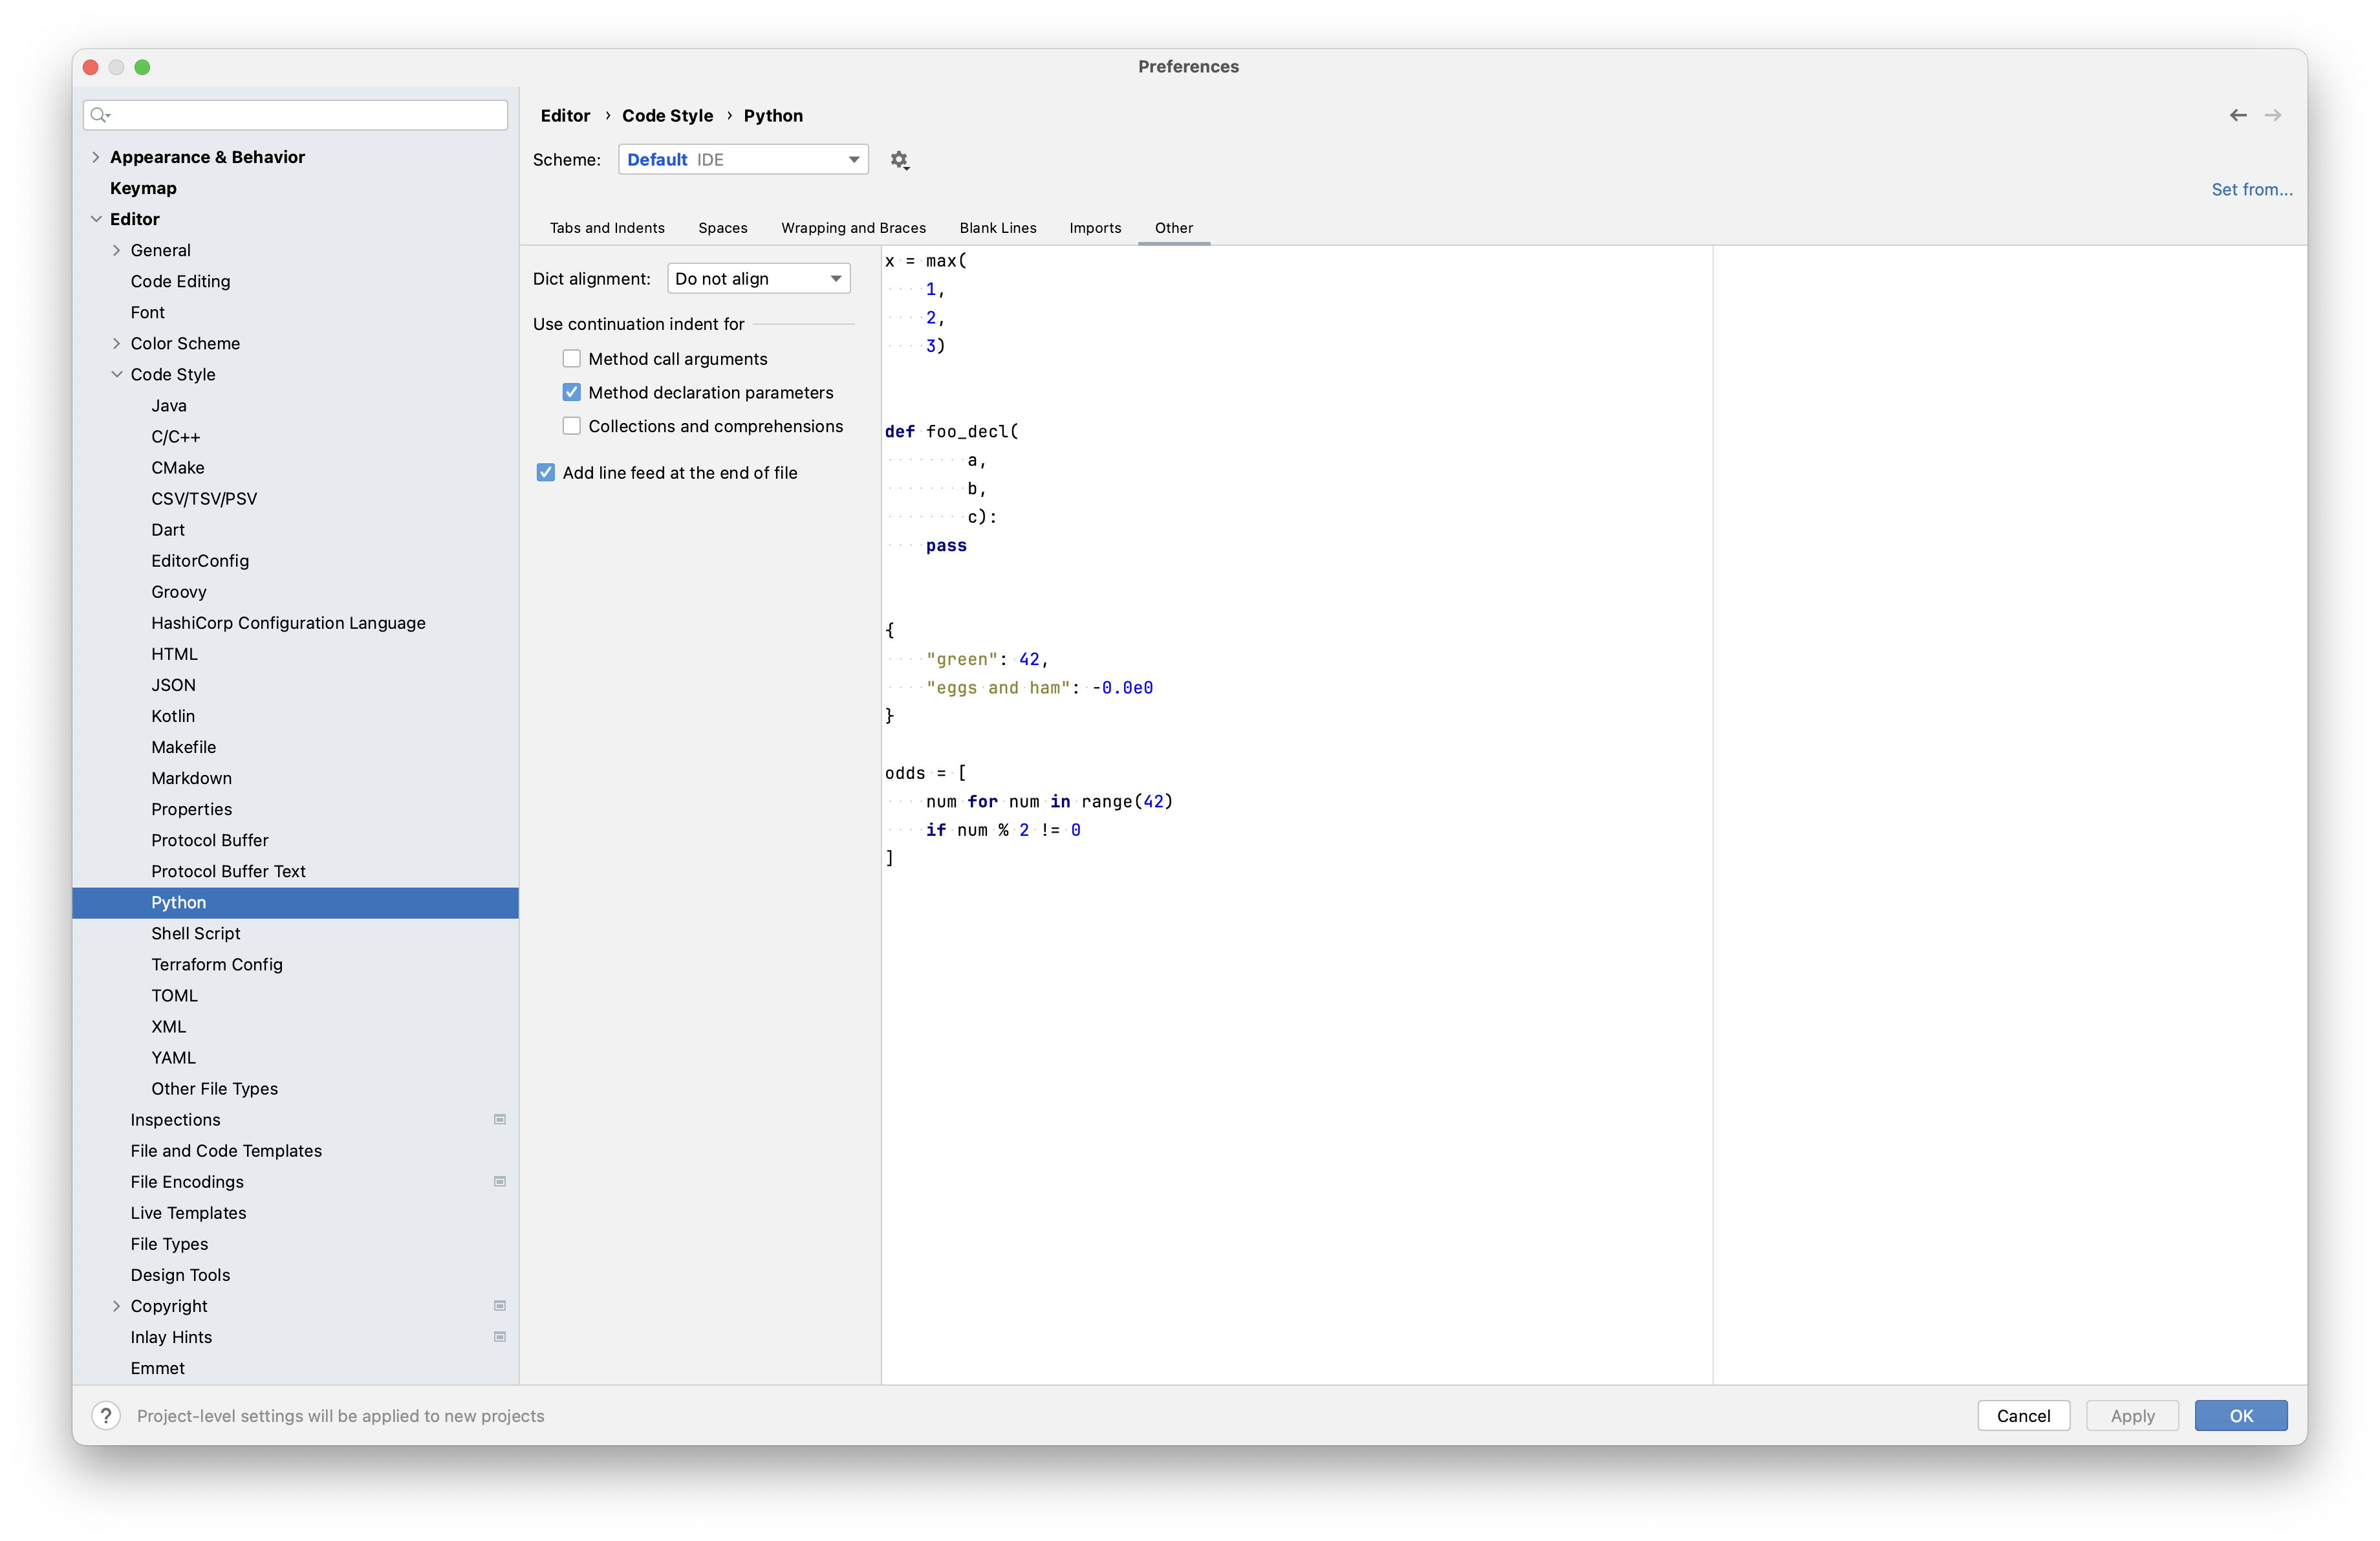 Preferences
Appearance & Behavior
Keymap
Editor
General
Code Editing
Font
Color Scheme
Code Style
Java
C/C++
CMake
CSV/TSV/PSV
Dart
EditorConfig
Groovy
HashiCorp Configuration Language
HTML
JSON
Kotlin
Makefile
Markdown
Properties
Protocol Buffer
Protocol Buffer Text
Python
Shell Script
Terraform Config
TOML
XML
YAML
Other File Types
Inspections
File and Code Templates
File Encodings
Live Templates
File Types
Design Tools
Copyright
Inlay Hints
Emmet
Editor › Code Style › Python
Scheme: Default IDE
Set from...
Tabs and Indents Spaces Wrapping and Braces Blank Lines Imports Other
Dict alignment: Do not align
Use continuation indent for
Method call arguments
Method declaration parameters
Collections and comprehensions
Add line feed at the end of file
x = max(
    1,
    2,
    3)
def foo_decl(
        a,
        b,
        c):
    pass
{
    "green": 42,
    "eggs and ham": -0.0e0
}
odds = [
    num for num in range(42)
    if num % 2 != 0
]
? Project-level settings will be applied to new projects
Cancel Apply OK